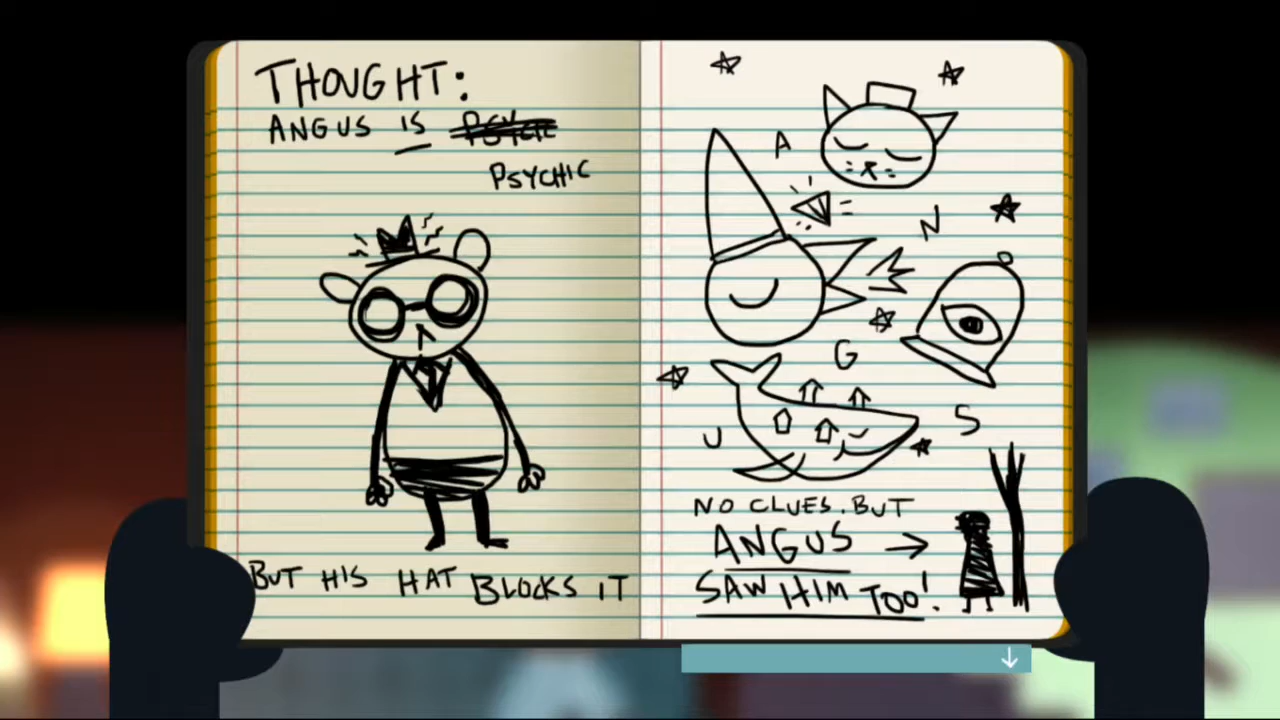 THOUGHT:
ANGUS IS
PSYCHIC
BUT HIS HAT BLOCKS IT
A
N
G
U
S
NO CLUES. BUT
ANGUS →
SAW HIM TOO!